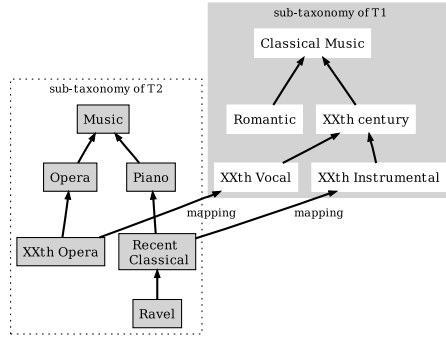 sub-taxonomy of T1
Classical Music
Romantic
XXth century
XXth Vocal
XXth Instrumental
sub-taxonomy of T2
Music
Opera
Piano
XXth Opera
Recent
Classical
Ravel
mapping
mapping